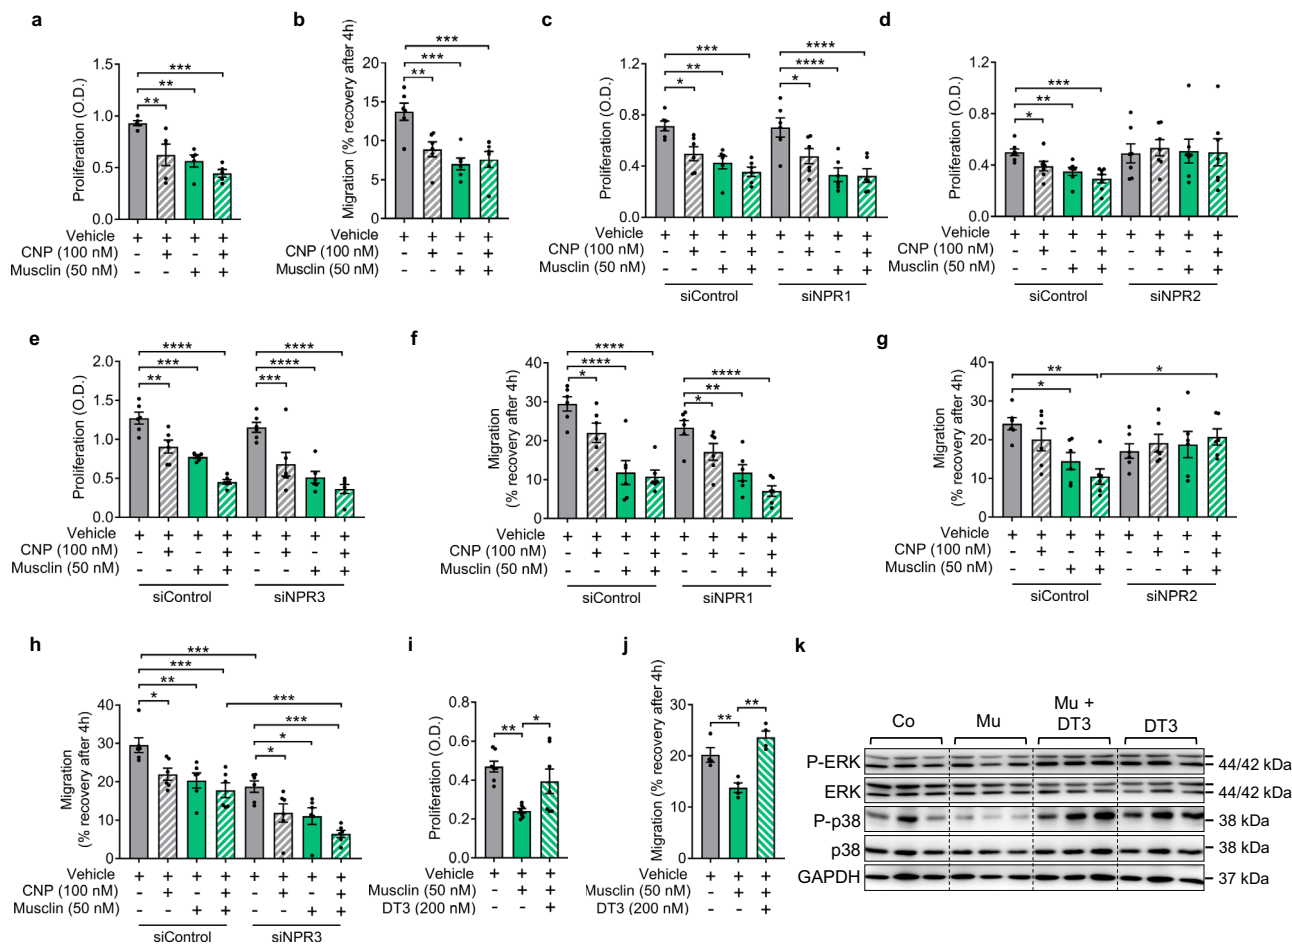 a
***
**
**
Proliferation (O.D.)
1.5
1.0
0.5
0.0
Vehicle + + + +
CNP (100 nM) - + - +
Musclin (50 nM) - - + +
b
***
***
**
Migration (% recovery after 4h)
20
15
10
5
0
Vehicle + + + +
CNP (100 nM) - + - +
Musclin (50 nM) - - + +
c
*** ****
** ****
* *
Proliferation (O.D.)
1.2
0.8
0.4
0.0
Vehicle + + + + + + + +
CNP (100 nM) - + - + - + - +
Musclin (50 nM) - - + + - - + +
siControl siNPR1
d
***
**
*
Proliferation (O.D.)
1.2
0.8
0.4
0.0
Vehicle + + + + + + + +
CNP (100 nM) - + - + - + - +
Musclin (50 nM) - - + + - - + +
siControl siNPR2
e
**** ****
*** ****
** ***
Proliferation (O.D.)
2.0
1.5
1.0
0.5
0.0
Vehicle + + + + + + + +
CNP (100 nM) - + - + - + - +
Musclin (50 nM) - - + + - - + +
siControl siNPR3
f
****
****
* ****
**
*
Migration
(% recovery after 4h)
40
30
20
10
0
Vehicle + + + + + + + +
CNP (100 nM) - + - + - + - +
Musclin (50 nM) - - + + - - + +
siControl siNPR1
g
** *
*
Migration
(% recovery after 4h)
40
30
20
10
0
Vehicle + + + + + + + +
CNP (100 nM) - + - + - + - +
Musclin (50 nM) - - + + - - + +
siControl siNPR2
h
***
***
**
* ***
***
*
*
Migration
(% recovery after 4h)
40
30
20
10
0
Vehicle + + + + + + + +
CNP (100 nM) - + - + - + - +
Musclin (50 nM) - - + + - - + +
siControl siNPR3
i
** *
Proliferation (O.D.)
0.8
0.6
0.4
0.2
0.0
Vehicle + + +
Musclin (50 nM) - + +
DT3 (200 nM) - - +
j
** **
Migration (% recovery after 4h)
30
20
10
0
Vehicle + + +
Musclin (50 nM) - + +
DT3 (200 nM) - - +
k
Co Mu Mu +
DT3 DT3
P-ERK 44/42 kDa
ERK 44/42 kDa
P-p38 38 kDa
p38 38 kDa
GAPDH 37 kDa